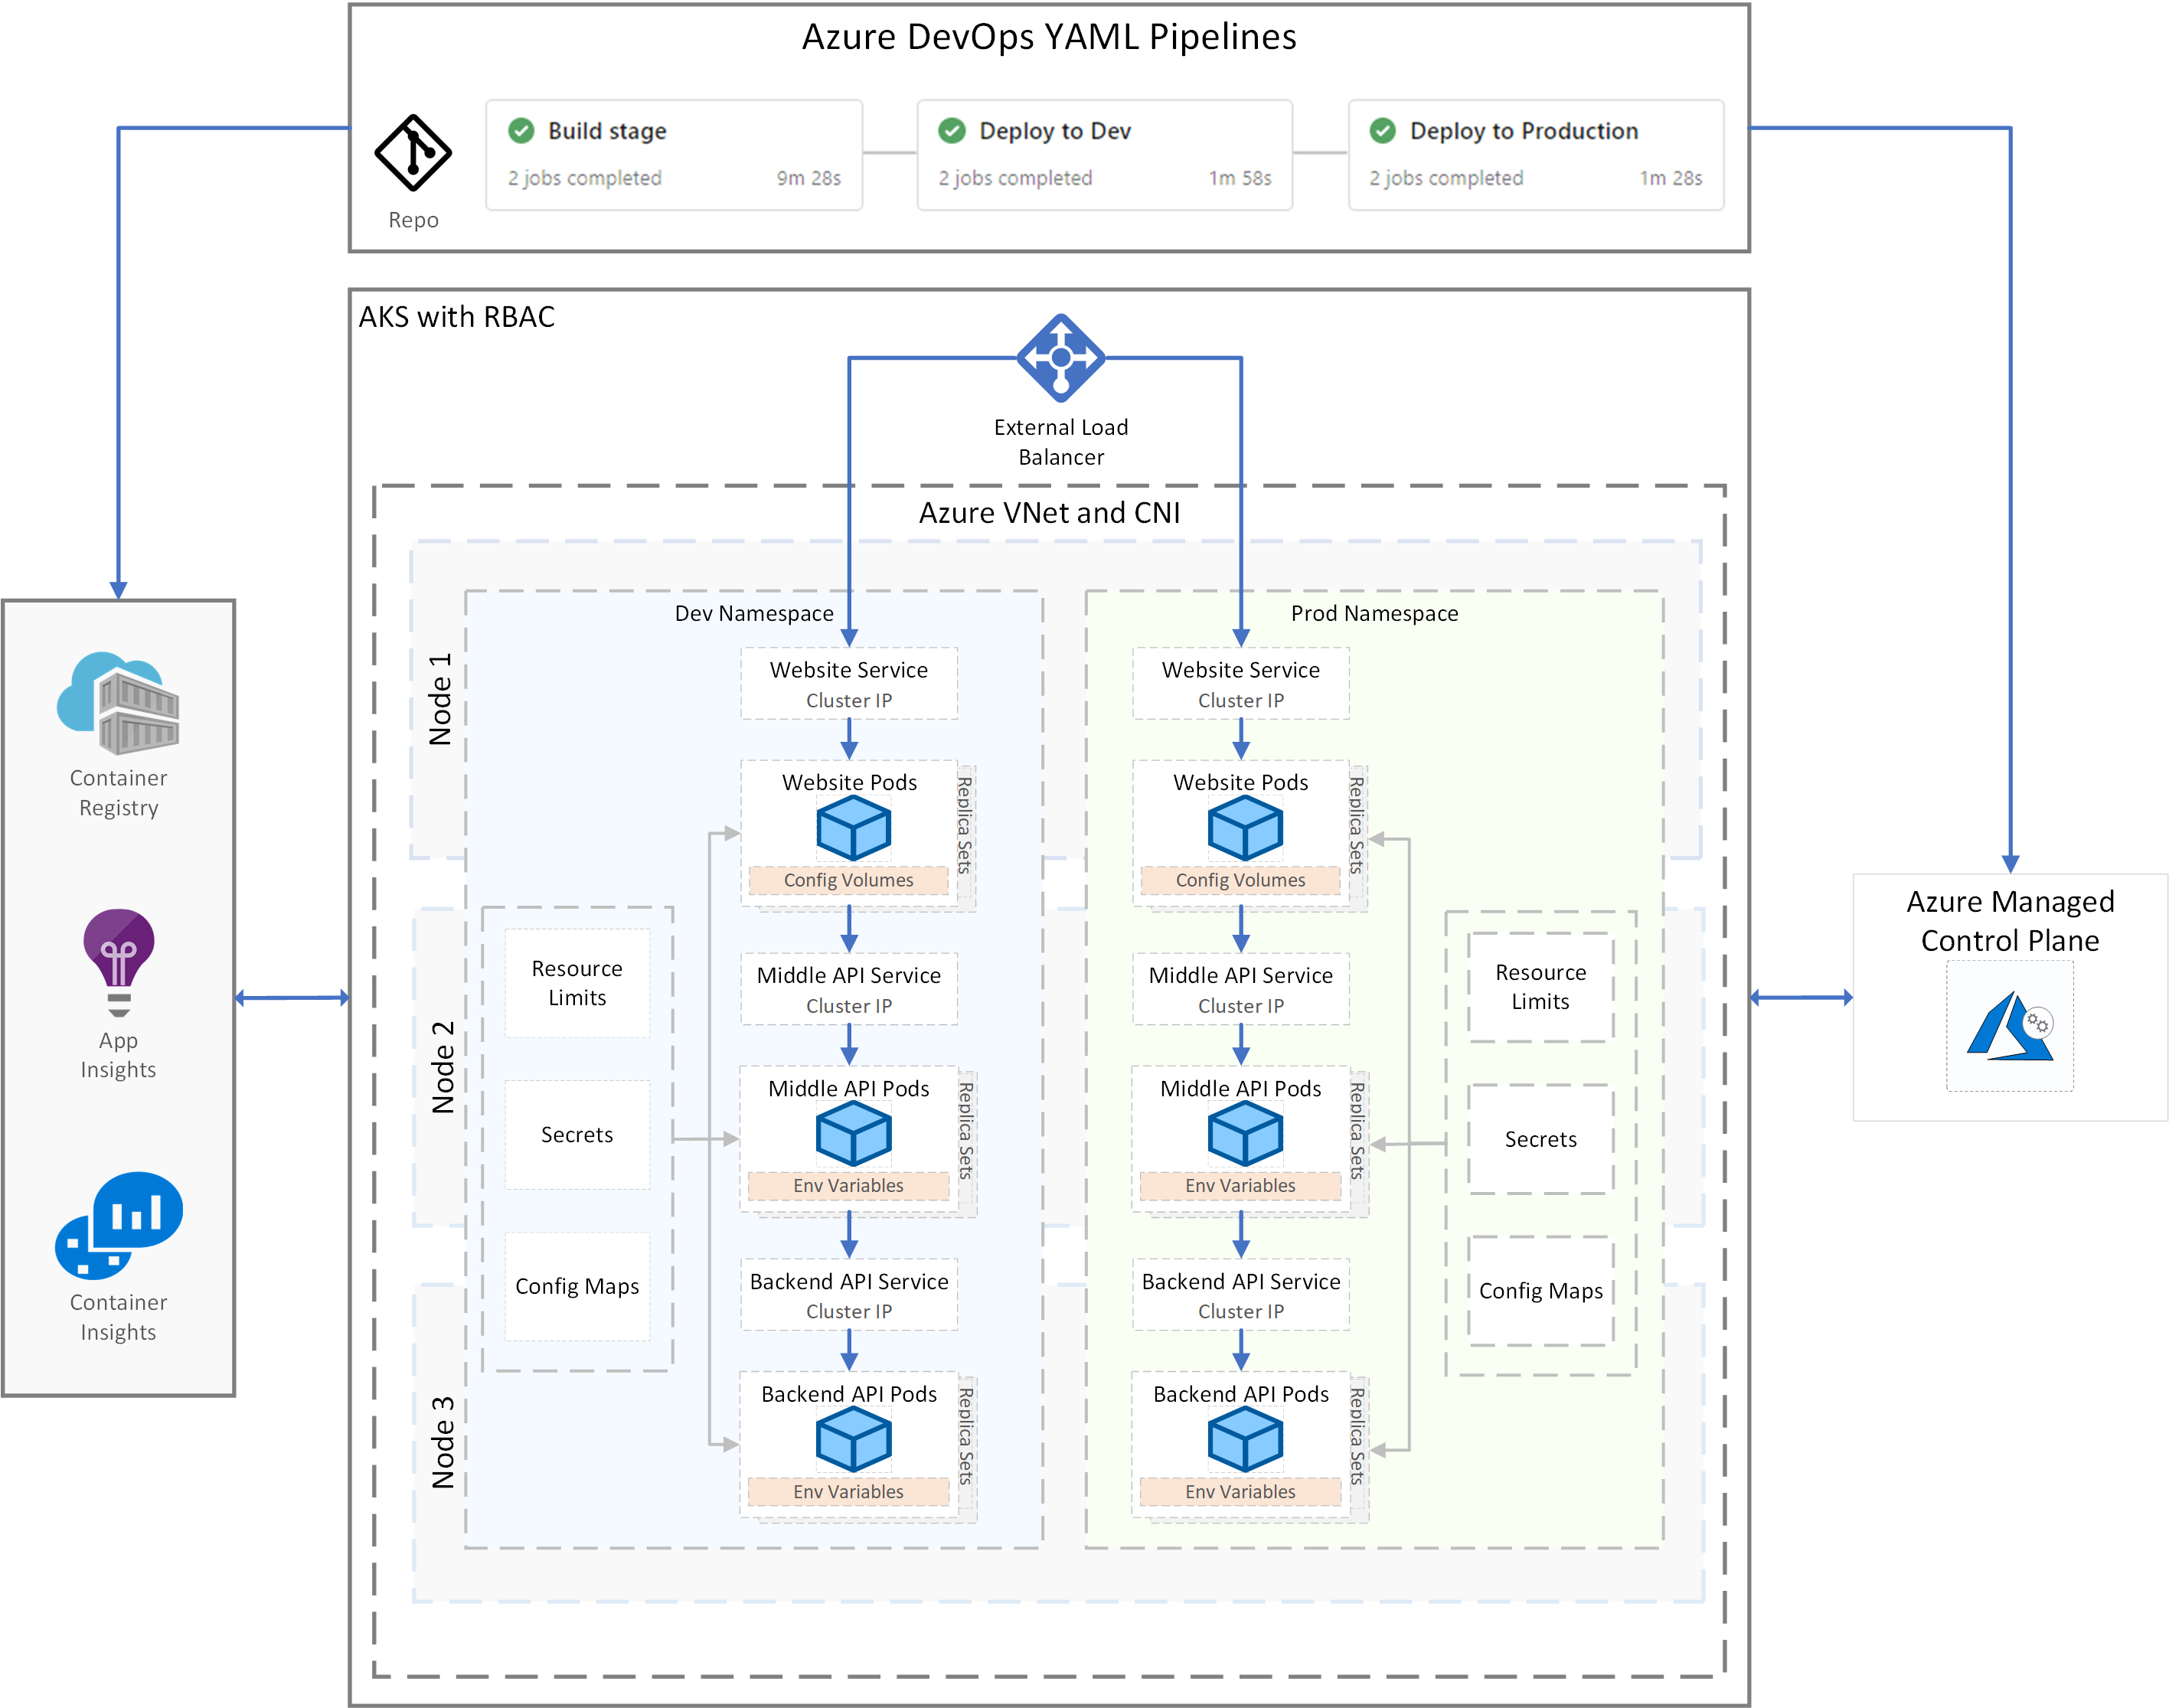 Azure DevOps YAML Pipelines
Repo
Build stage
2 jobs completed 9m 28s
Deploy to Dev
2 jobs completed 1m 58s
Deploy to Production
2 jobs completed 1m 28s
AKS with RBAC
External Load
Balancer
Azure VNet and CNI
Container
Registry
App
Insights
Container
Insights
Node 1
Node 2
Node 3
Dev Namespace
Website Service
Cluster IP
Website Pods
Config Volumes
Replica Sets
Middle API Service
Cluster IP
Middle API Pods
Env Variables
Replica Sets
Backend API Service
Cluster IP
Backend API Pods
Env Variables
Replica Sets
Resource
Limits
Secrets
Config Maps
Prod Namespace
Website Service
Cluster IP
Website Pods
Config Volumes
Replica Sets
Middle API Service
Cluster IP
Middle API Pods
Env Variables
Replica Sets
Backend API Service
Cluster IP
Backend API Pods
Env Variables
Replica Sets
Resource
Limits
Secrets
Config Maps
Azure Managed
Control Plane